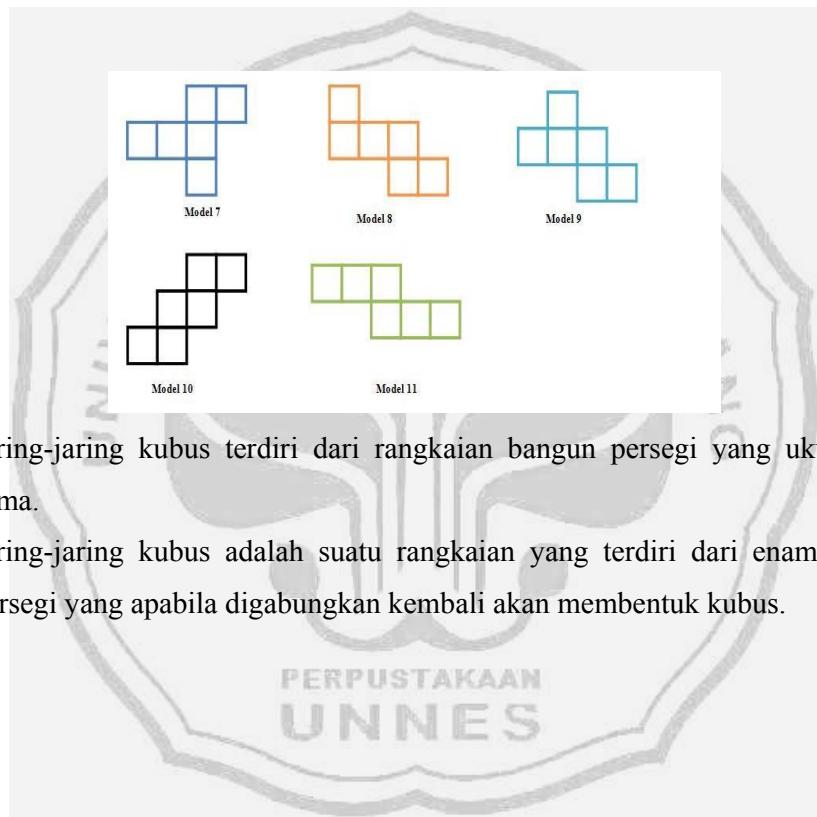 Model 7
Model 8
Model 9
Model 10
Model 11
ring-jaring kubus terdiri dari rangkaian bangun persegi yang uku
ma.
ring-jaring kubus adalah suatu rangkaian yang terdiri dari enam
rsegi yang apabila digabungkan kembali akan membentuk kubus.
PERPUSTAKAAN
UNNES